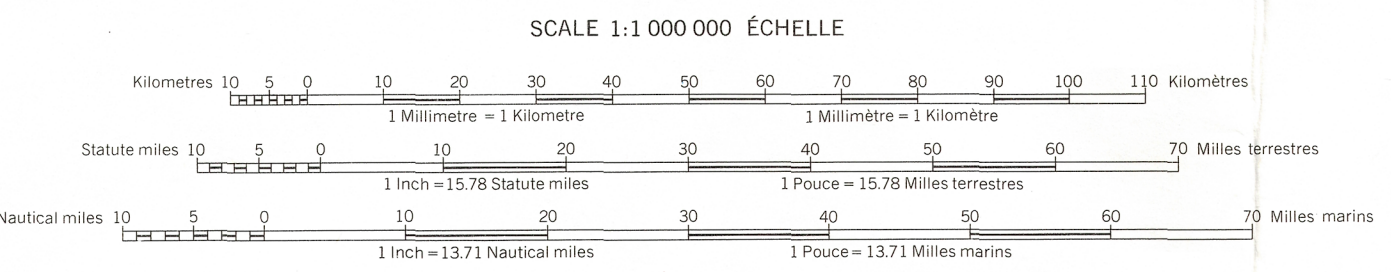 SCALE 1:1 000 000 ÉCHELLE
Kilometres 10 5 0 10 20 30 40 50 60 70 80 90 100 110 Kilomètres
1 Millimetre = 1 Kilometre 1 Millimètre = 1 Kilomètre
Statute miles 10 5 0 10 20 30 40 50 60 70 Milles terrestres
1 Inch = 15.78 Statute miles 1 Pouce = 15.78 Milles terrestres
Nautical miles 10 5 0 10 20 30 40 50 60 70 Milles marins
1 Inch = 13.71 Nautical miles 1 Pouce = 13.71 Milles marins